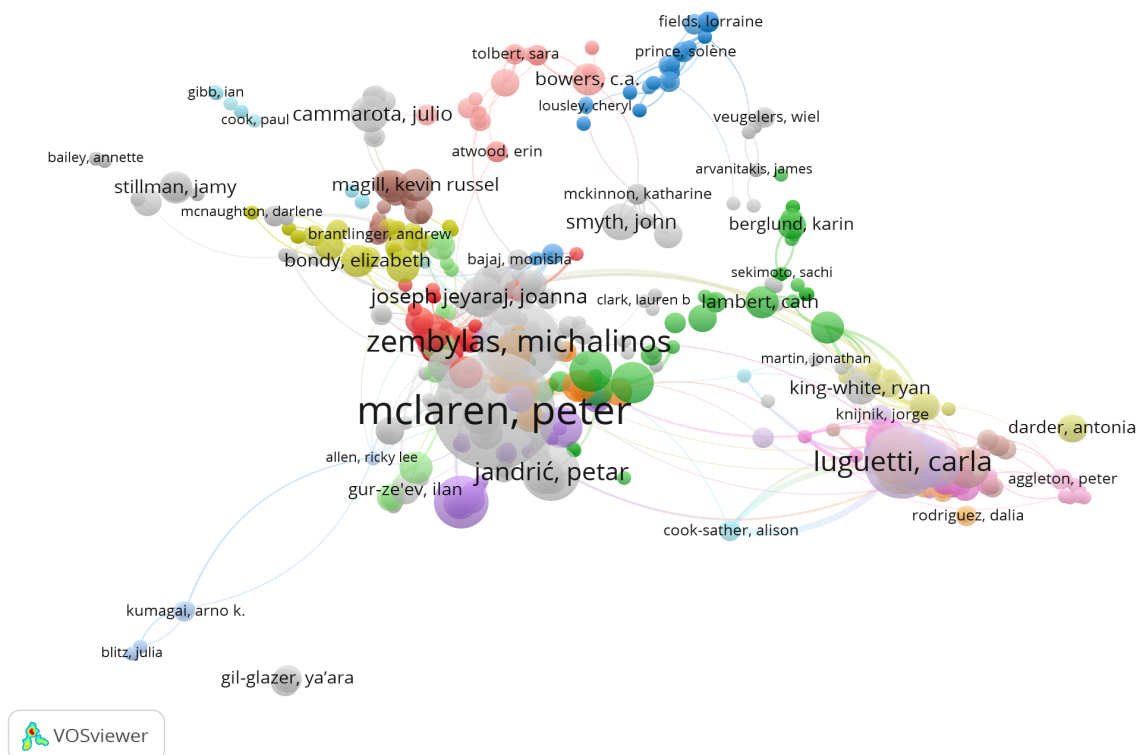 fields, lorraine
prince, solène
tolbert, sara
bowers, c.a.
gibb, ian
lousley, cheryl
cook, paul
cammarota, julio
veugelers, wiel
atwood, erin
bailey, annette
arvanitakis, james
stillman, jamy
magill, kevin russel
mckinnon, katharine
mcnaughton, darlene
smyth, john
berglund, karin
brantlinger, andrew
bondy, elizabeth
bajaj, monisha
sekimoto, sachi
joseph jeyaraj, joanna
clark, lauren b
lambert, cath
zembylas, michalinos
martin, jonathan
king-white, ryan
mclaren, peter
knijnik, jorge
darder, antonia
allen, ricky lee
luguetti, carla
jandrić, petar
aggleton, peter
gur-ze'ev, ilan
rodriguez, dalia
cook-sather, alison
kumagai, arno k.
blitz, julia
gil-glazer, ya’ara
VOSviewer